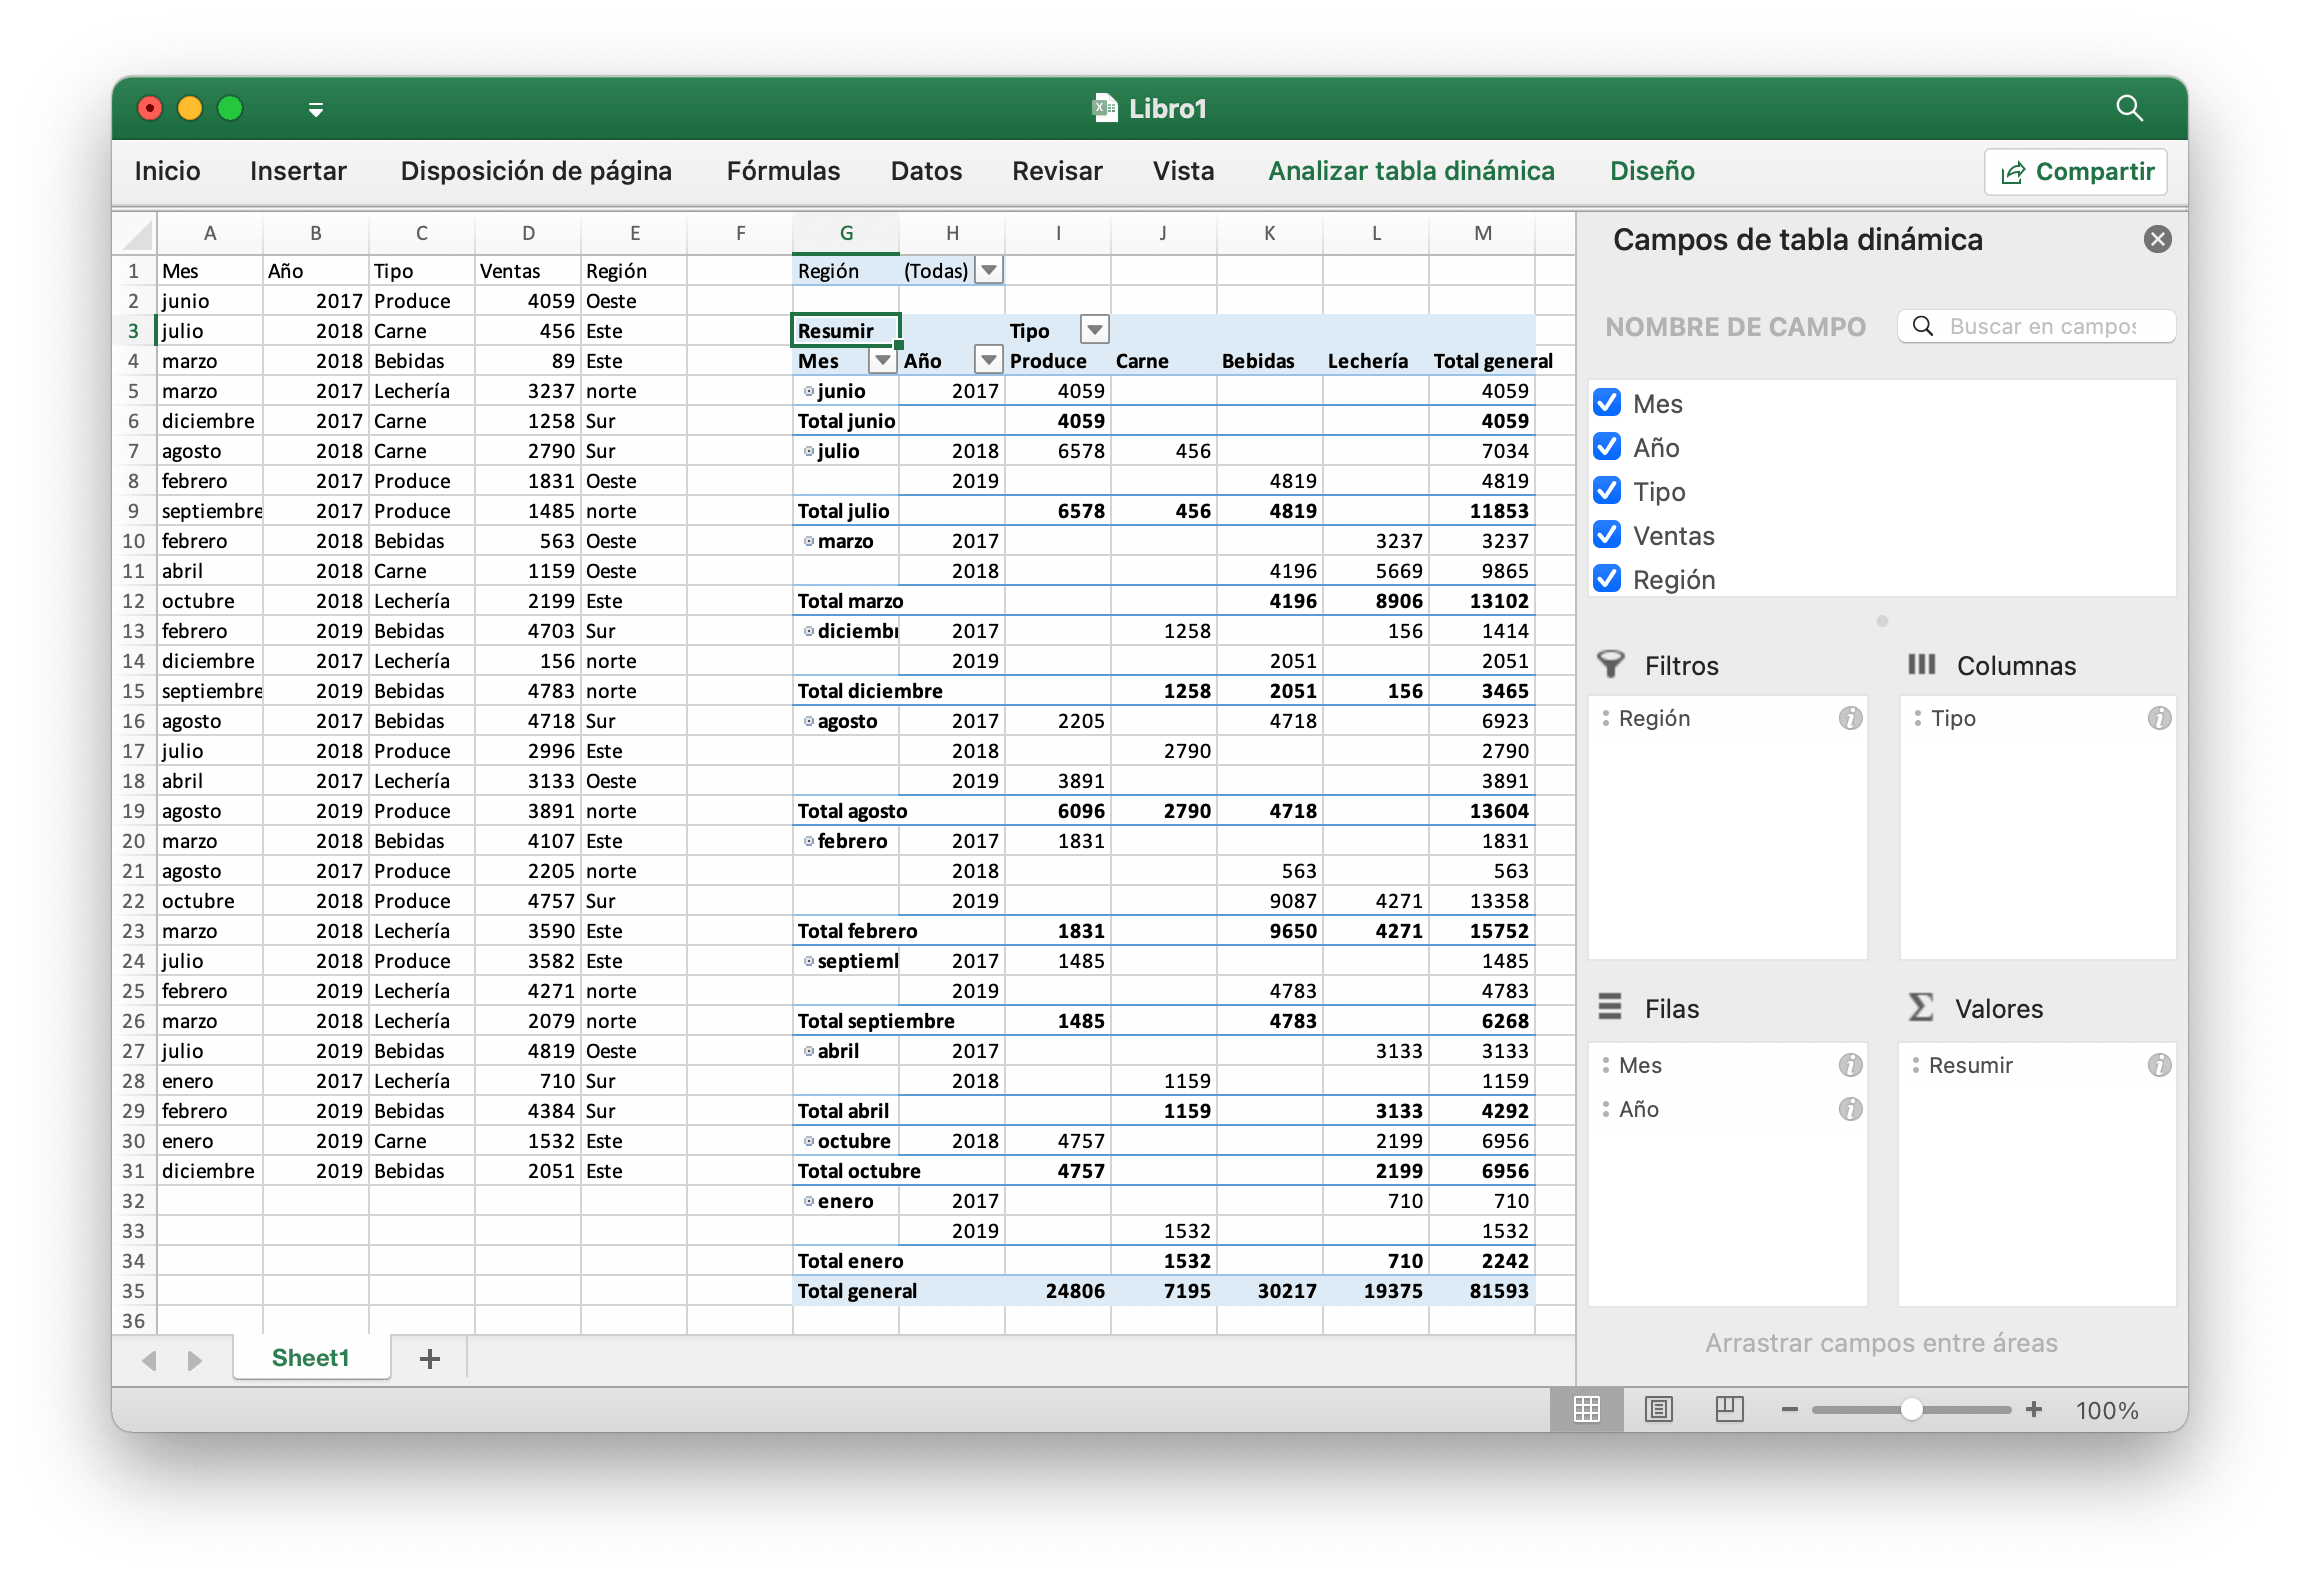 Libro1
Inicio Insertar Disposición de página Fórmulas Datos Revisar Vista Analizar tabla dinámica Diseño Compartir
A B C D E F G H I J K L M
1 Mes Año Tipo Ventas Región Región (Todas)
2 junio 2017 Produce 4059 Oeste
3 julio 2018 Carne 456 Este Resumir Tipo
4 marzo 2018 Bebidas 89 Este Mes Año Produce Carne Bebidas Lechería Total general
5 marzo 2017 Lechería 3237 norte junio 2017 4059 4059
6 diciembre 2017 Carne 1258 Sur Total junio 4059 4059
7 agosto 2018 Carne 2790 Sur julio 2018 6578 456 7034
8 febrero 2017 Produce 1831 Oeste 2019 4819 4819
9 septiembre 2017 Produce 1485 norte Total julio 6578 456 4819 11853
10 febrero 2018 Bebidas 563 Oeste marzo 2017 3237 3237
11 abril 2018 Carne 1159 Oeste 2018 4196 5669 9865
12 octubre 2018 Lechería 2199 Este Total marzo 4196 8906 13102
13 febrero 2019 Bebidas 4703 Sur diciembr 2017 1258 156 1414
14 diciembre 2017 Lechería 156 norte 2019 2051 2051
15 septiembre 2019 Bebidas 4783 norte Total diciembre 1258 2051 156 3465
16 agosto 2017 Bebidas 4718 Sur agosto 2017 2205 4718 6923
17 julio 2018 Produce 2996 Este 2018 2790 2790
18 abril 2017 Lechería 3133 Oeste 2019 3891 3891
19 agosto 2019 Produce 3891 norte Total agosto 6096 2790 4718 13604
20 marzo 2018 Bebidas 4107 Este febrero 2017 1831 1831
21 agosto 2017 Produce 2205 norte 2018 563 563
22 octubre 2018 Produce 4757 Sur 2019 9087 4271 13358
23 marzo 2018 Lechería 3590 Este Total febrero 1831 9650 4271 15752
24 julio 2018 Produce 3582 Este septieml 2017 1485 1485
25 febrero 2019 Lechería 4271 norte 2019 4783 4783
26 marzo 2018 Lechería 2079 norte Total septiembre 1485 4783 6268
27 julio 2019 Bebidas 4819 Oeste abril 2017 3133 3133
28 enero 2017 Lechería 710 Sur 2018 1159 1159
29 febrero 2019 Bebidas 4384 Sur Total abril 1159 3133 4292
30 enero 2019 Carne 1532 Este octubre 2018 4757 2199 6956
31 diciembre 2019 Bebidas 2051 Este Total octubre 4757 2199 6956
32 enero 2017 710 710
33 2019 1532 1532
34 Total enero 1532 710 2242
35 Total general 24806 7195 30217 19375 81593
36
Sheet1
Campos de tabla dinámica
NOMBRE DE CAMPO Buscar en campos
Mes
Año
Tipo
Ventas
Región
Filtros Columnas
Región Tipo
Filas Valores
Mes Resumir
Año
Arrastrar campos entre áreas
100%